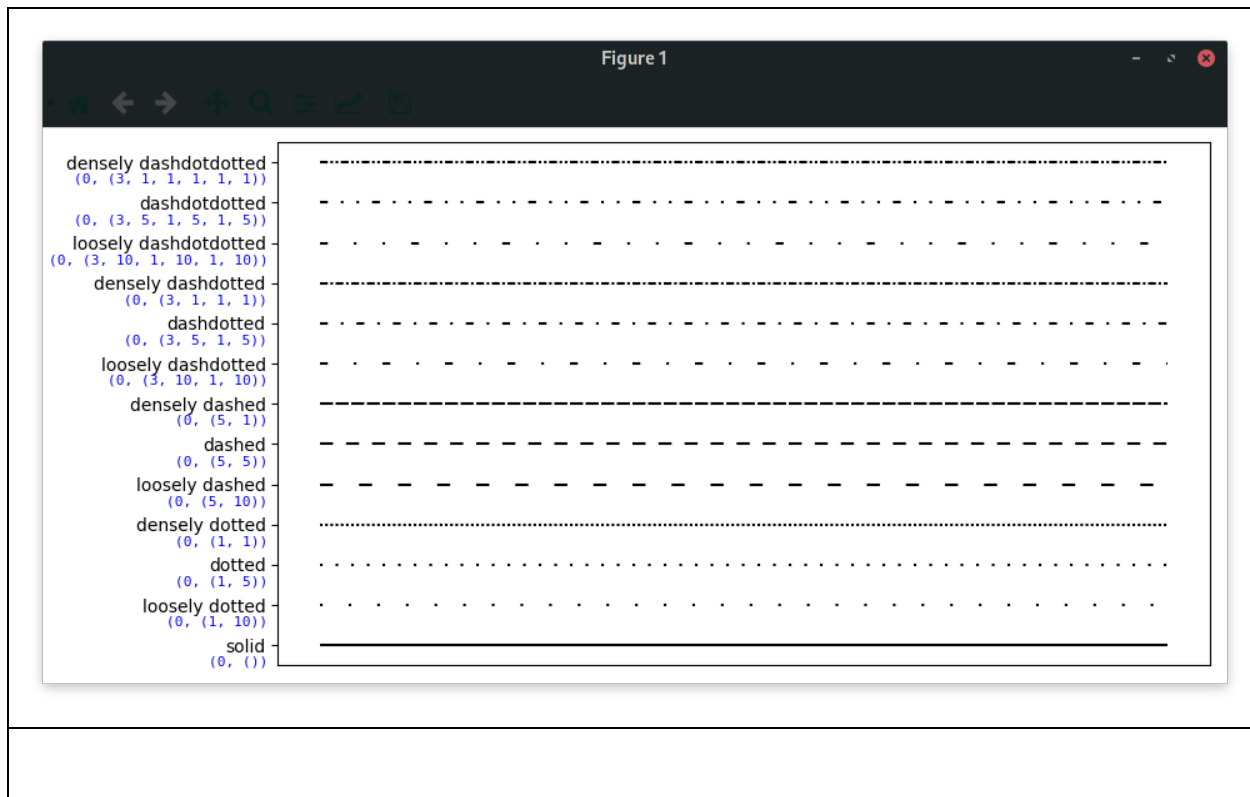 Figure 1
densely dashdotdotted
(0, (3, 1, 1, 1, 1, 1))
dashdotdotted
(0, (3, 5, 1, 5, 1, 5))
loosely dashdotdotted
(0, (3, 10, 1, 10, 1, 10))
densely dashdotted
(0, (3, 1, 1, 1))
dashdotted
(0, (3, 5, 1, 5))
loosely dashdotted
(0, (3, 10, 1, 10))
densely dashed
(0, (5, 1))
dashed
(0, (5, 5))
loosely dashed
(0, (5, 10))
densely dotted
(0, (1, 1))
dotted
(0, (1, 5))
loosely dotted
(0, (1, 10))
solid
(0, ())